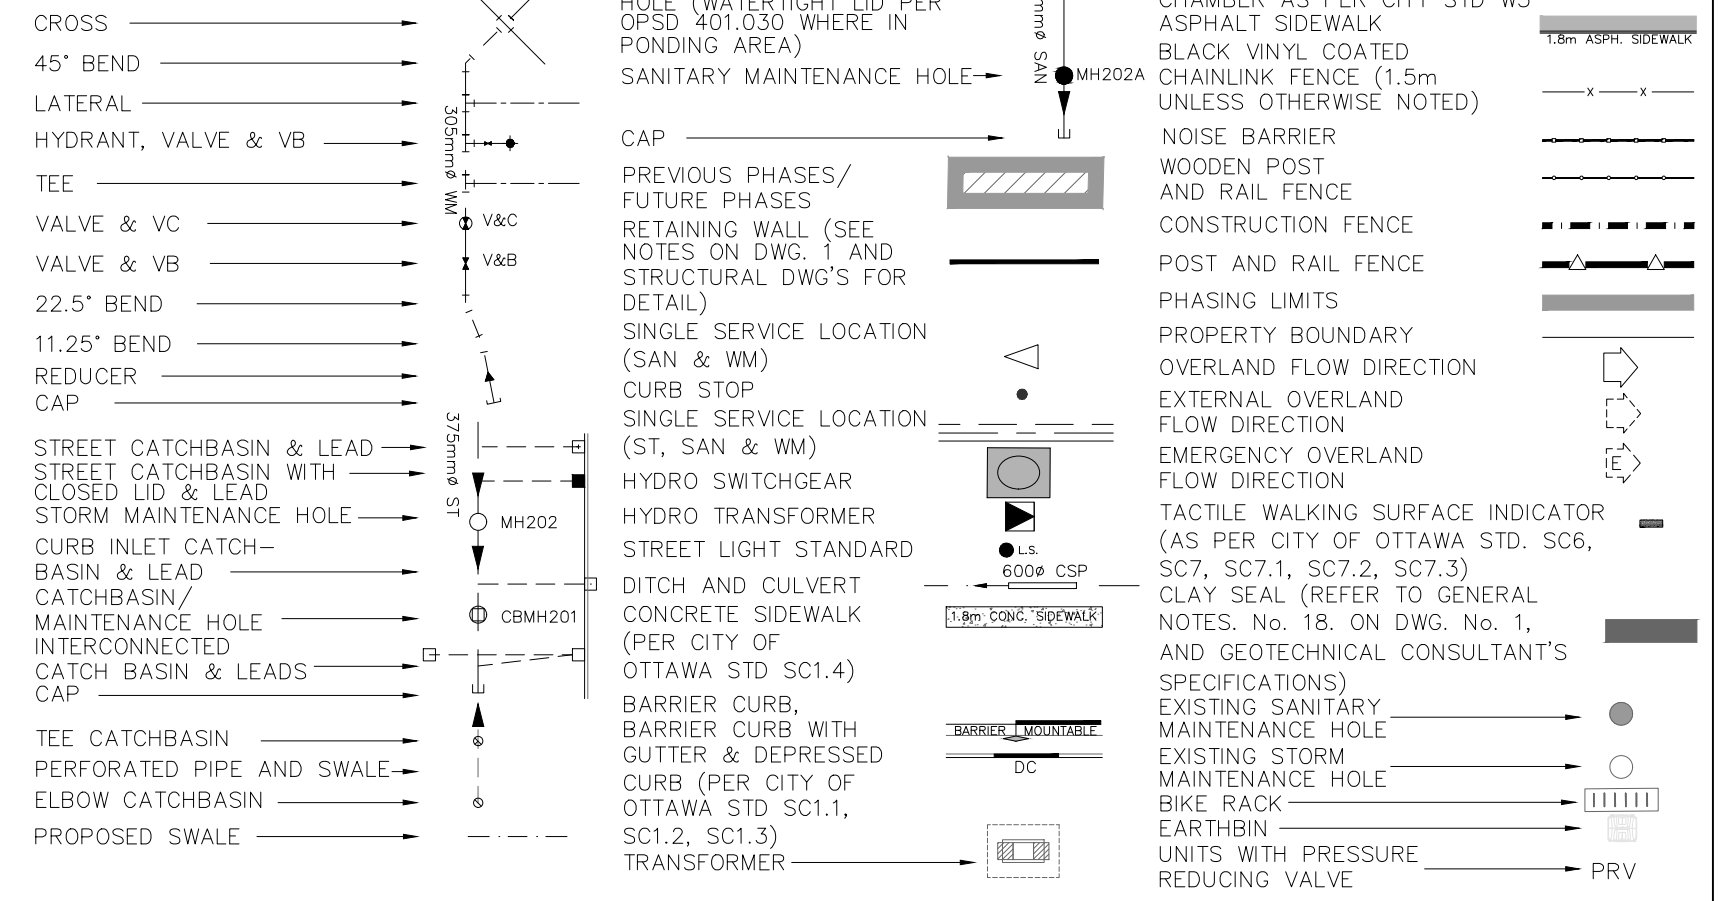 CROSS
45° BEND
LATERAL
HYDRANT, VALVE & VB
TEE
VALVE & VC
VALVE & VB
22.5° BEND
11.25° BEND
REDUCER
CAP
STREET CATCHBASIN & LEAD
STREET CATCHBASIN WITH
CLOSED LID & LEAD
STORM MAINTENANCE HOLE
CURB INLET CATCH-
BASIN & LEAD
CATCHBASIN/
MAINTENANCE HOLE
INTERCONNECTED
CATCH BASIN & LEADS
CAP
TEE CATCHBASIN
PERFORATED PIPE AND SWALE
ELBOW CATCHBASIN
PROPOSED SWALE
305mmø WM
V&C
V&B
375mmø ST
MH202
CBMH201
HOLE (WATERTIGHT LID PER
OPSD 401.030 WHERE IN
PONDING AREA)
SANITARY MAINTENANCE HOLE
CAP
PREVIOUS PHASES/
FUTURE PHASES
RETAINING WALL (SEE
NOTES ON DWG. 1 AND
STRUCTURAL DWG'S FOR
DETAIL)
SINGLE SERVICE LOCATION
(SAN & WM)
CURB STOP
SINGLE SERVICE LOCATION
(ST, SAN & WM)
HYDRO SWITCHGEAR
HYDRO TRANSFORMER
STREET LIGHT STANDARD
DITCH AND CULVERT
CONCRETE SIDEWALK
(PER CITY OF
OTTAWA STD SC1.4)
BARRIER CURB,
BARRIER CURB WITH
GUTTER & DEPRESSED
CURB (PER CITY OF
OTTAWA STD SC1.1,
SC1.2, SC1.3)
TRANSFORMER
mmø SAN
MH202A
L.S.
600ø CSP
1.8m CONC. SIDEWALK
BARRIER MOUNTABLE
DC
CHAMBER AS PER CITY STD W3
ASPHALT SIDEWALK
BLACK VINYL COATED
CHAINLINK FENCE (1.5m
UNLESS OTHERWISE NOTED)
NOISE BARRIER
WOODEN POST
AND RAIL FENCE
CONSTRUCTION FENCE
POST AND RAIL FENCE
PHASING LIMITS
PROPERTY BOUNDARY
OVERLAND FLOW DIRECTION
EXTERNAL OVERLAND
FLOW DIRECTION
EMERGENCY OVERLAND
FLOW DIRECTION
TACTILE WALKING SURFACE INDICATOR
(AS PER CITY OF OTTAWA STD. SC6,
SC7, SC7.1, SC7.2, SC7.3)
CLAY SEAL (REFER TO GENERAL
NOTES. No. 18. ON DWG. No. 1,
AND GEOTECHNICAL CONSULTANT'S
SPECIFICATIONS)
EXISTING SANITARY
MAINTENANCE HOLE
EXISTING STORM
MAINTENANCE HOLE
BIKE RACK
EARTHBIN
UNITS WITH PRESSURE
REDUCING VALVE
1.8m ASPH. SIDEWALK
x x
E
PRV